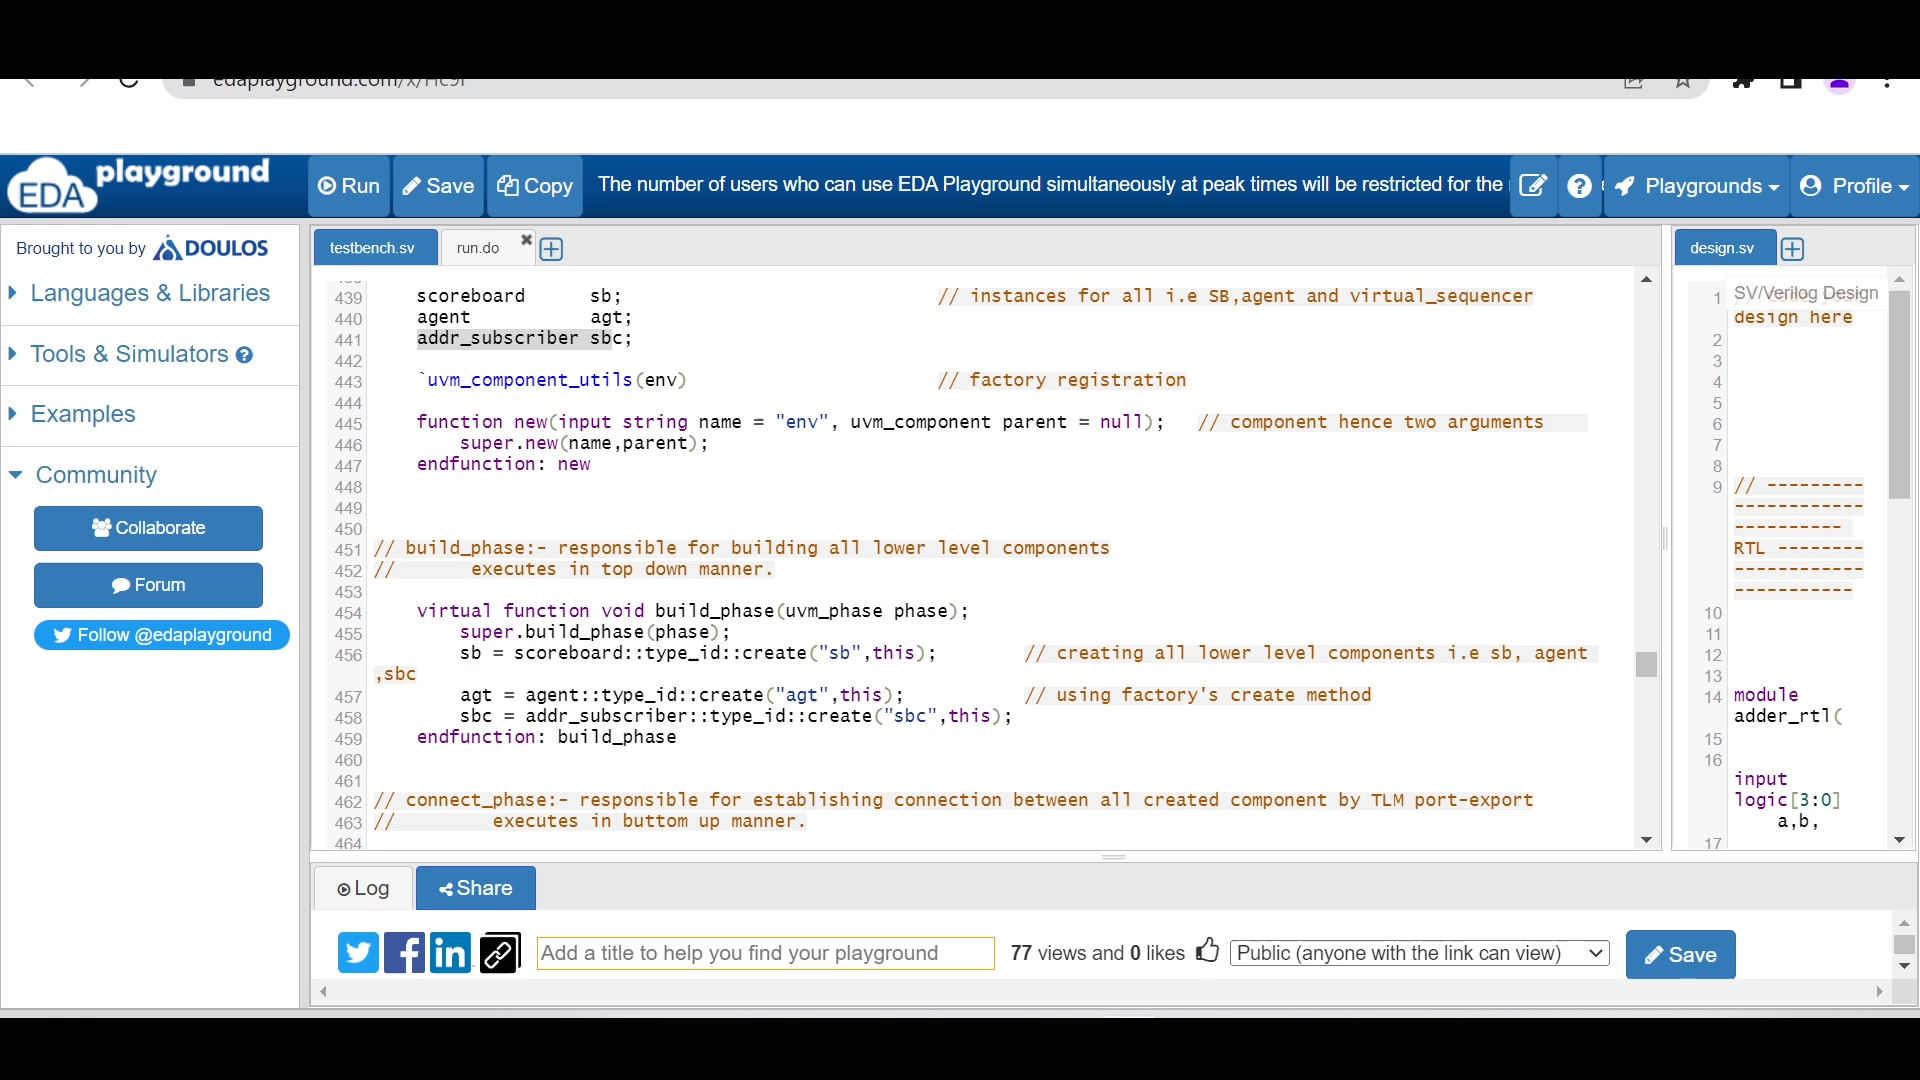 EDA playground
Run
Save
Copy
The number of users who can use EDA Playground simultaneously at peak times will be restricted for the
Playgrounds
Profile
Brought to you by DOULOS
Languages & Libraries
Tools & Simulators
Examples
Community
Collaborate
Forum
Follow @edaplayground
testbench.sv
run.do
439 scoreboard sb; // instances for all i.e SB,agent and virtual_sequencer
440 agent agt;
441 addr_subscriber sbc;
442
443 `uvm_component_utils(env) // factory registration
444
445 function new(input string name = "env", uvm_component parent = null); // component hence two arguments
446 super.new(name,parent);
447 endfunction: new
448
449
450
451 // build_phase:- responsible for building all lower level components
452 // executes in top down manner.
453
454 virtual function void build_phase(uvm_phase phase);
455 super.build_phase(phase);
456 sb = scoreboard::type_id::create("sb",this); // creating all lower level components i.e sb, agent
,sbc
457 agt = agent::type_id::create("agt",this); // using factory's create method
458 sbc = addr_subscriber::type_id::create("sbc",this);
459 endfunction: build_phase
460
461
462 // connect_phase:- responsible for establishing connection between all created component by TLM port-export
463 // executes in buttom up manner.
464
design.sv
SV/Verilog Design
1
design here
2
3
4
5
6
7
8
9 // ---------
------------
----------
RTL --------
------------
-----------
10
11
12
13
14 module
adder_rtl(
15
16
input
logic[3:0]
a,b,
17
Log
Share
Add a title to help you find your playground
77 views and 0 likes
Public (anyone with the link can view)
Save